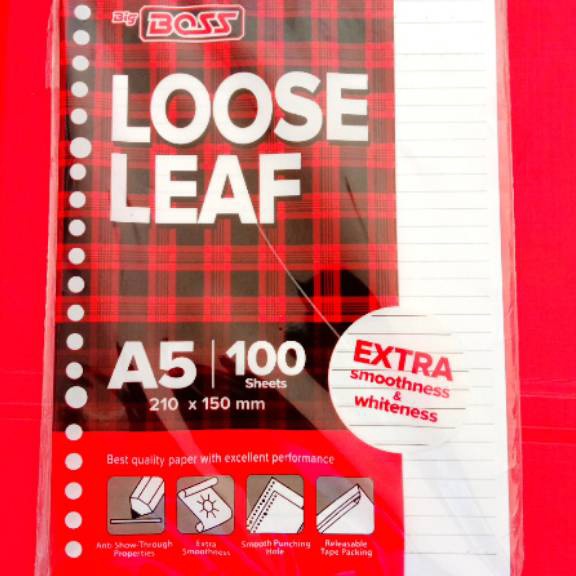 Big BOSS
LOOSE
LEAF
A5 | 100
Sheets
210 x 150 mm
EXTRA
smoothness
&
whiteness
Best quality paper with excellent performance
Anti Show-Through
Properties
Extra
Smoothness
Smooth Punching
Hole
Releasable
Tape Packing